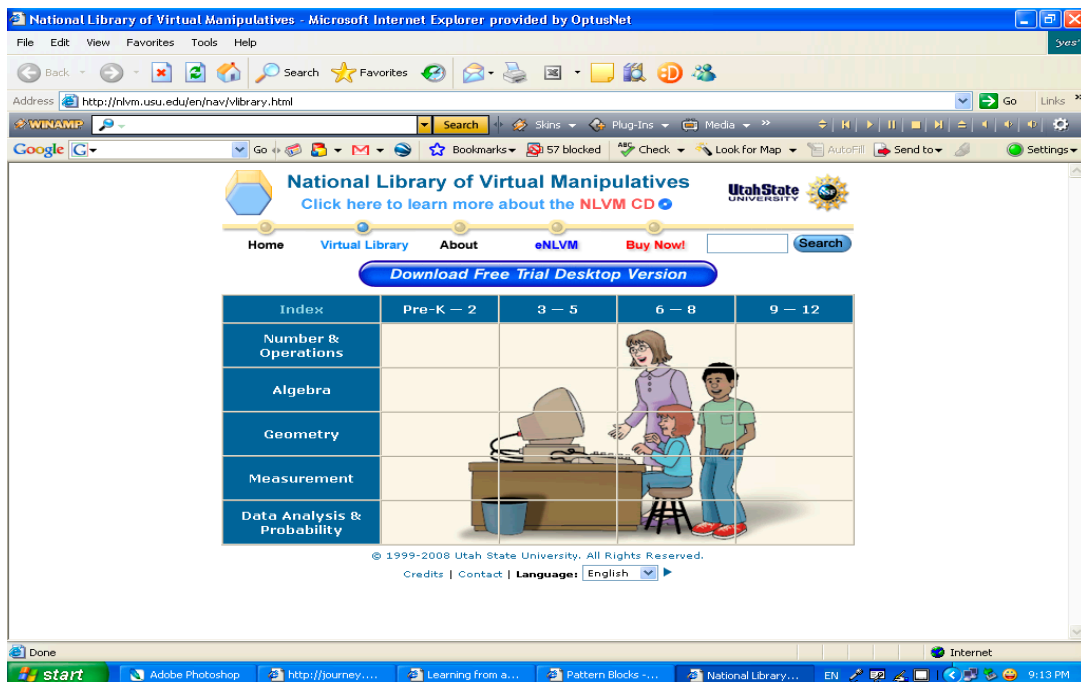 National Library of Virtual Manipulatives - Microsoft Internet Explorer provided by OptusNet
File Edit View Favorites Tools Help
Back Search Favorites
Address http://nlvm.usu.edu/en/nav/vlibrary.html Go Links »
WINAMP Search Skins Plug-Ins Media »
Google G Go Bookmarks 57 blocked ABC Check Look for Map AutoFill Send to Settings
National Library of Virtual Manipulatives
Click here to learn more about the NLVM CD
UtahState
UNIVERSITY
NSF
Home Virtual Library About eNLVM Buy Now! Search
Download Free Trial Desktop Version
Index Pre-K — 2 3 — 5 6 — 8 9 — 12
Number &
Operations
Algebra
Geometry
Measurement
Data Analysis &
Probability
© 1999-2008 Utah State University. All Rights Reserved.
Credits | Contact | Language: English
Done Internet
start Adobe Photoshop http://journey.... Learning from a... Pattern Blocks -... National Library... EN 9:13 PM